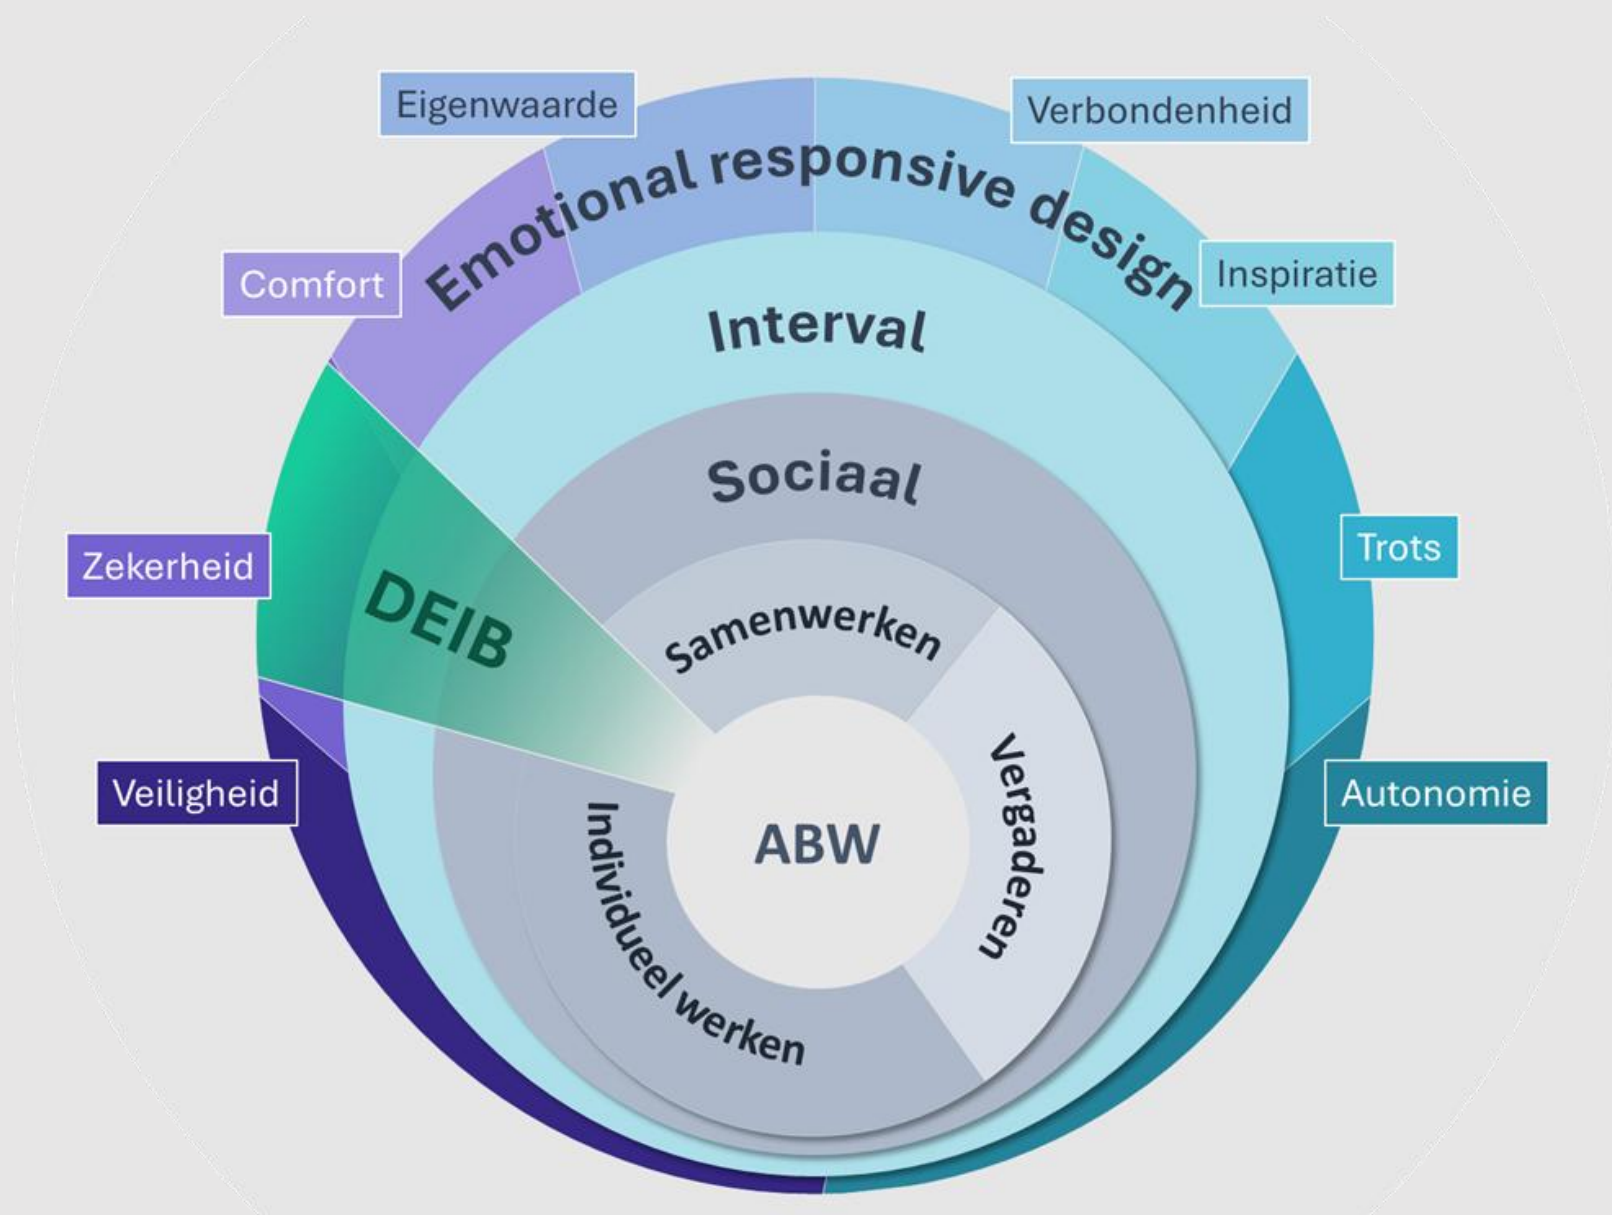 Eigenwaarde
Verbondenheid
Emotional responsive design
Comfort
Inspiratie
Interval
Sociaal
Zekerheid
DEIB
Trots
Samenwerken
Veiligheid
Vergaderen
Autonomie
ABW
Individueel werken